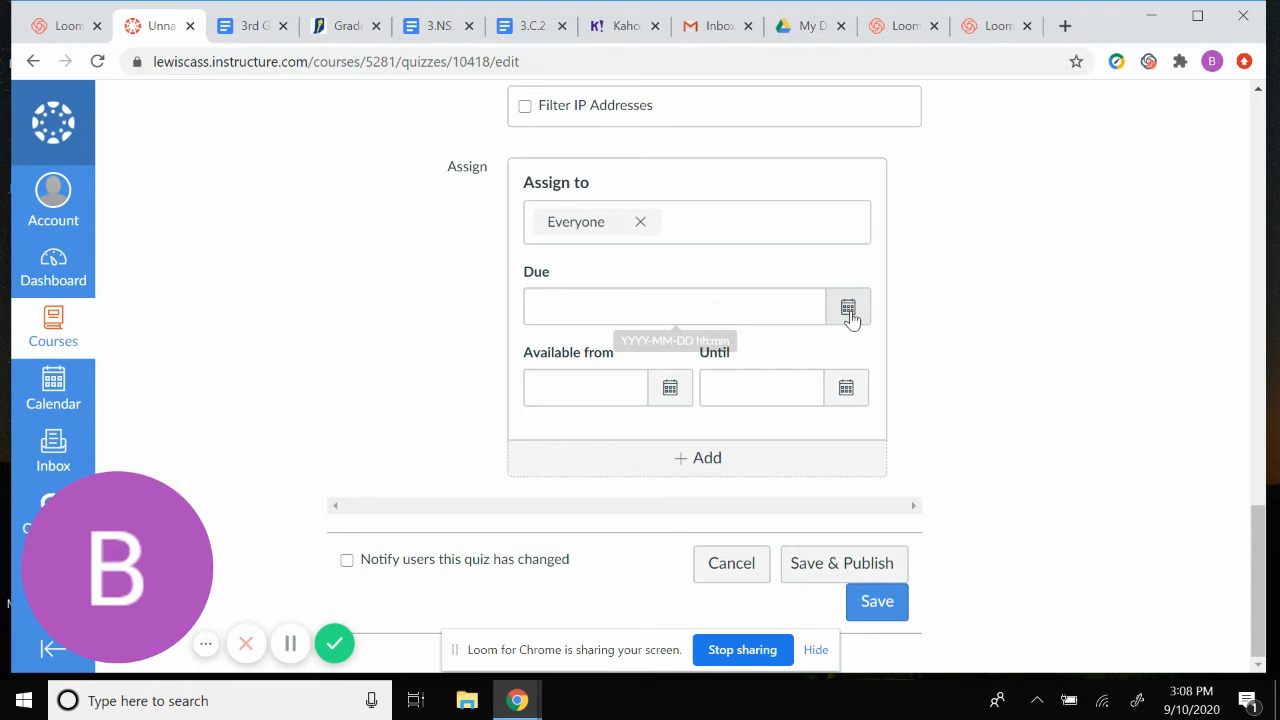 Loom
Unna
3rd G
Grade
3.NS.
3.C.2
K!
Kaho
Inbox
My D
Loom
Loom
lewiscass.instructure.com/courses/5281/quizzes/10418/edit
B
Filter IP Addresses
Account
Dashboard
Courses
Calendar
Inbox
Assign
Assign to
Everyone
Due
YYYY-MM-DD hh:mm
Available from
Until
+ Add
Notify users this quiz has changed
Cancel
Save & Publish
Save
B
Loom for Chrome is sharing your screen.
Stop sharing
Hide
Type here to search
3:08 PM
9/10/2020
1